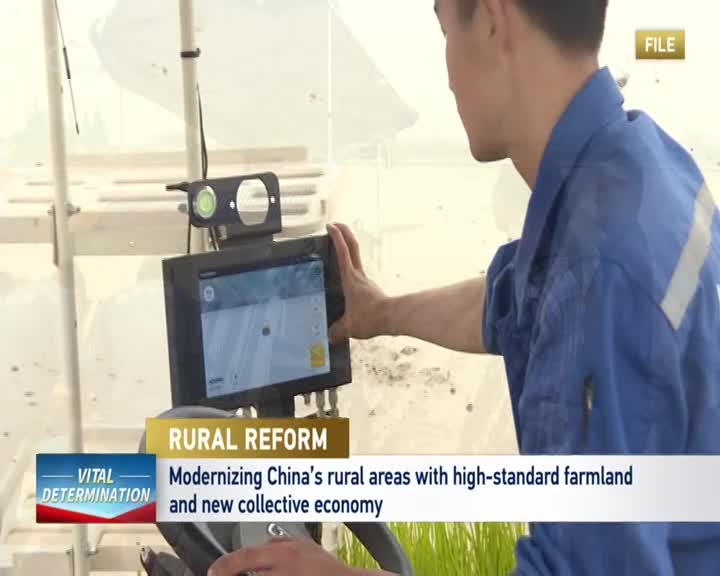 FILE
RURAL REFORM
VITAL
DETERMINATION
Modernizing China's rural areas with high-standard farmland
and new collective economy